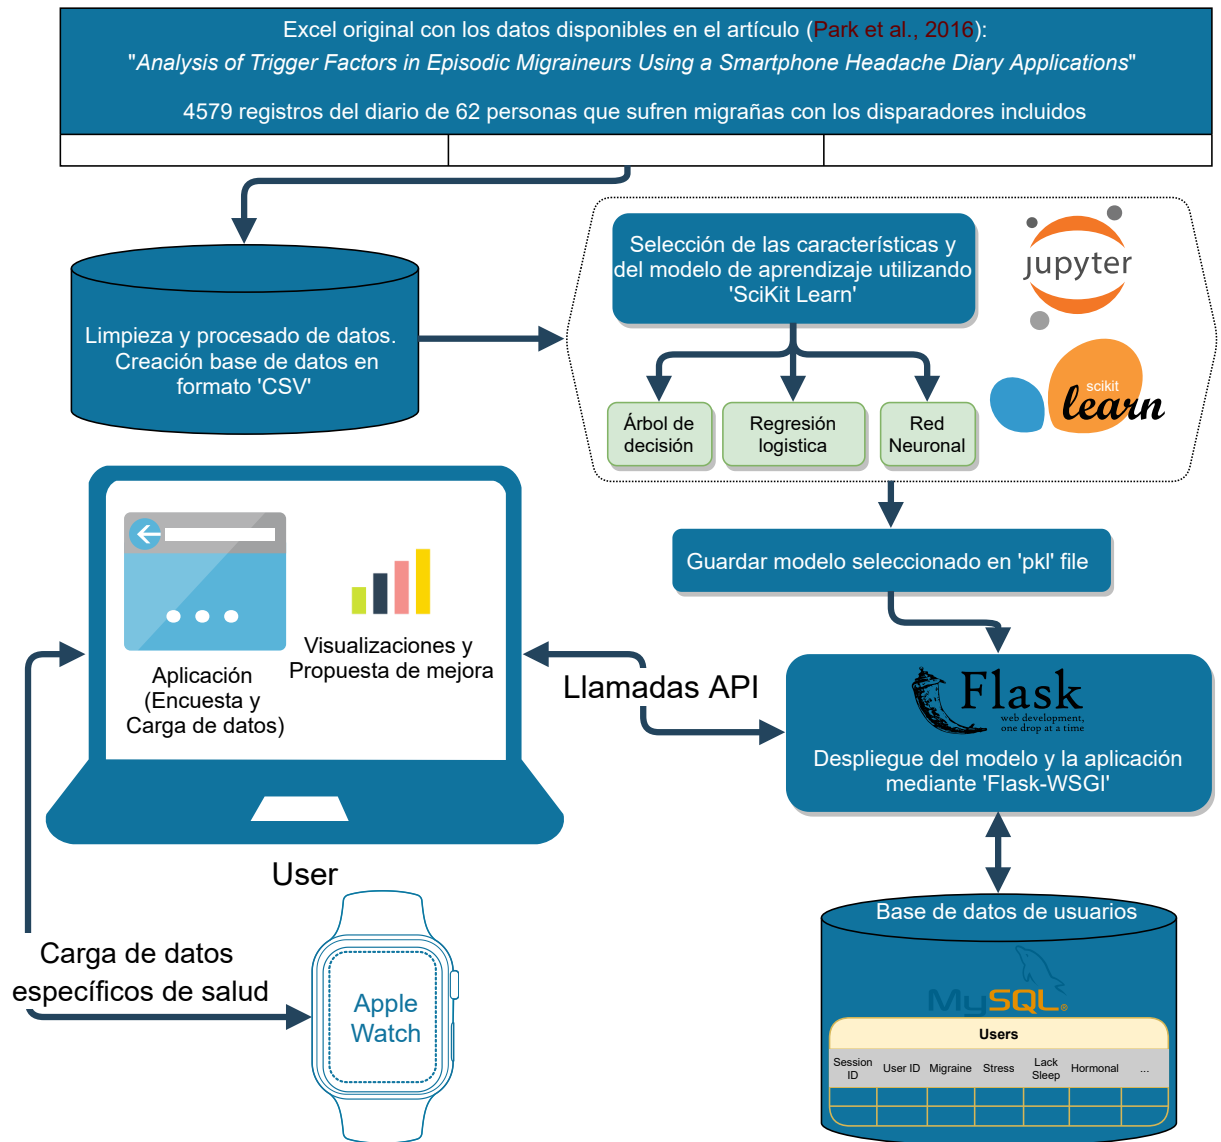 Excel original con los datos disponibles en el artículo (Park et al., 2016):
"Analysis of Trigger Factors in Episodic Migraineurs Using a Smartphone Headache Diary Applications"
4579 registros del diario de 62 personas que sufren migrañas con los disparadores incluidos
Selección de las características y
del modelo de aprendizaje utilizando
'SciKit Learn'
jupyter
Limpieza y procesado de datos.
Creación base de datos en
formato 'CSV'
scikit
learn
Árbol de
decisión
Regresión
logistica
Red
Neuronal
Guardar modelo seleccionado en 'pkl' file
Visualizaciones y
Propuesta de mejora
Aplicación
(Encuesta y
Carga de datos)
Llamadas API
Flask
web development,
one drop at a time
Despliegue del modelo y la aplicación
mediante 'Flask-WSGI'
User
Base de datos de usuarios
Carga de datos
específicos de salud
Apple
Watch
MySQL®
Users
Session
ID
User ID
Migraine
Stress
Lack
Sleep
Hormonal
...